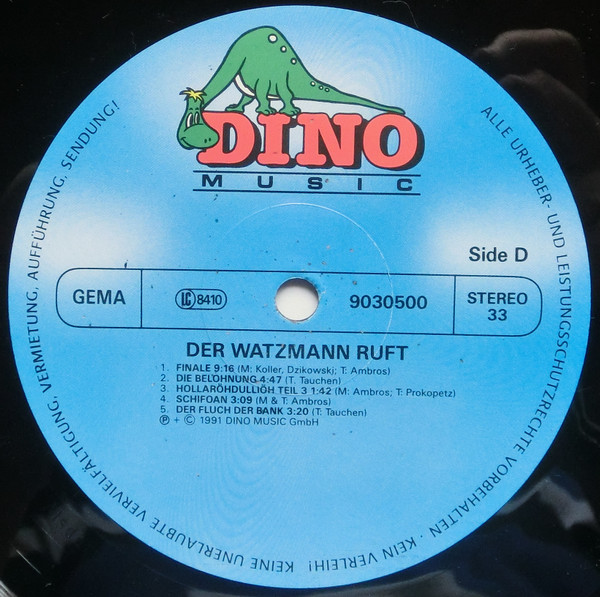 DINO
MUSIC
Side D
GEMA
LC 8410
9030500
STEREO
33
DER WATZMANN RUFT
1. FINALE 9:16 (M: Koller, Dzikowski; T: Ambros)
2. DIE BELOHNUNG 4:47 (T: Tauchen)
3. HOLLARÖHDULLIÖH TEIL 3 1:42 (M: Ambros; T: Prokopetz)
4. SCHIFOAN 3:09 (M & T: Ambros)
5. DER FLUCH DER BANK 3:20 (T: Tauchen)
Ⓟ + © 1991 DINO MUSIC GmbH
ALLE URHEBER- UND LEISTUNGSSCHUTZRECHTE VORBEHALTEN · KEIN VERLEIH! KEINE UNERLAUBTE VERVIELFÄLTIGUNG, VERMIETUNG, AUFFÜHRUNG, SENDUNG!